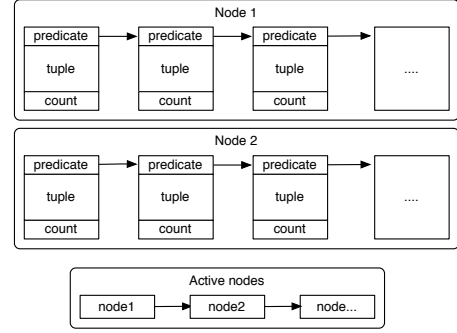 Node 1
predicate predicate predicate
tuple tuple tuple ....
count count count
Node 2
predicate predicate predicate
tuple tuple tuple ....
count count count
Active nodes
node1 node2 node...